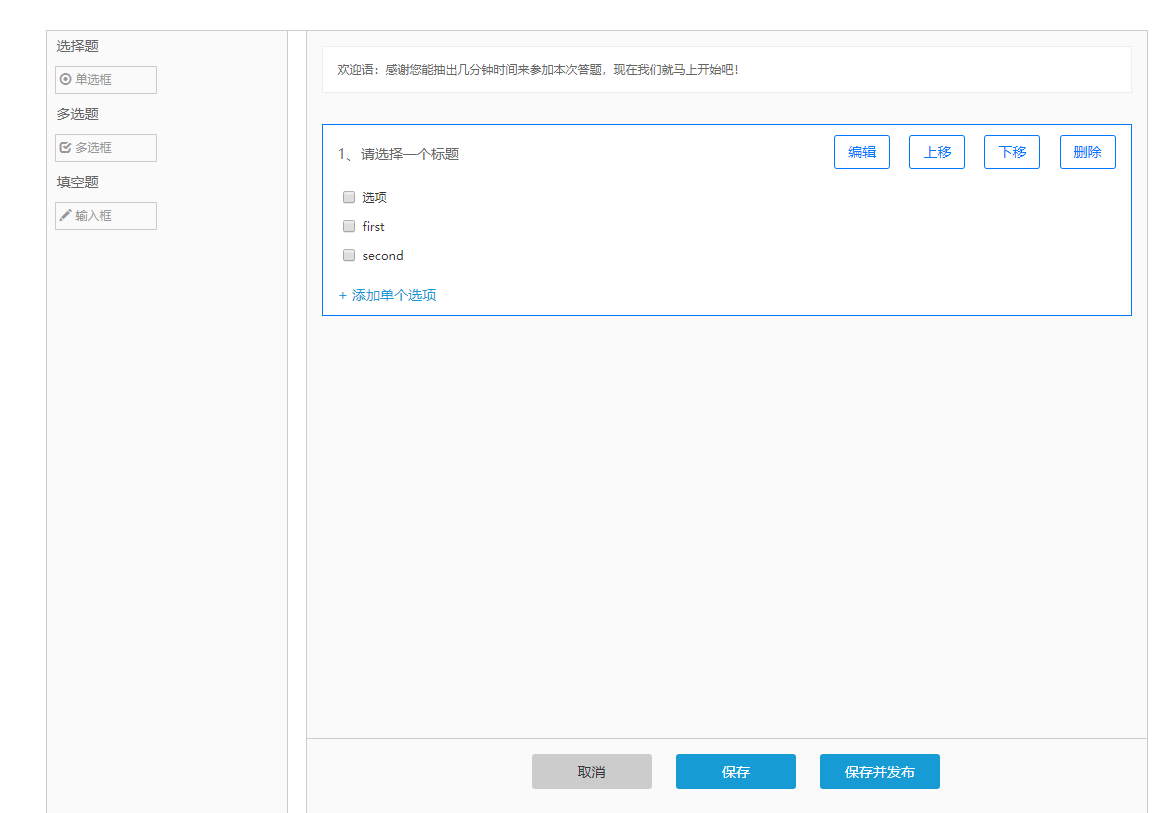 选择题
单选框
多选题
多选框
填空题
输入框
欢迎语：感谢您能抽出几分钟时间来参加本次答题，现在我们就马上开始吧！
1、请选择一个标题
编辑 上移 下移 删除
选项
first
second
+ 添加单个选项
取消 保存 保存并发布